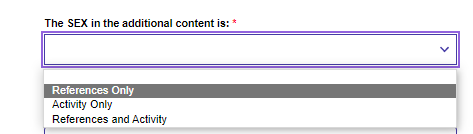 The SEX in the additional content is: *
References Only
Activity Only
References and Activity